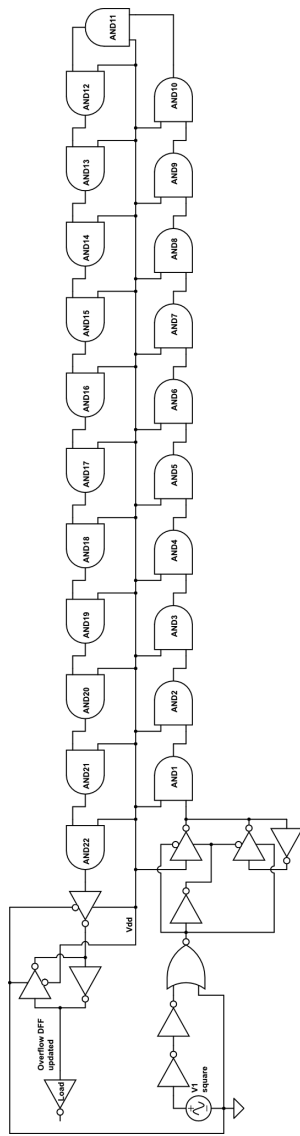 AND11
AND12
AND10
AND13
AND9
AND14
AND8
AND15
AND7
AND16
AND6
AND17
AND5
AND18
AND4
AND19
AND3
AND20
AND2
AND21
AND1
AND22
Vdd
Overflow DFF
updated
Load
V1
square